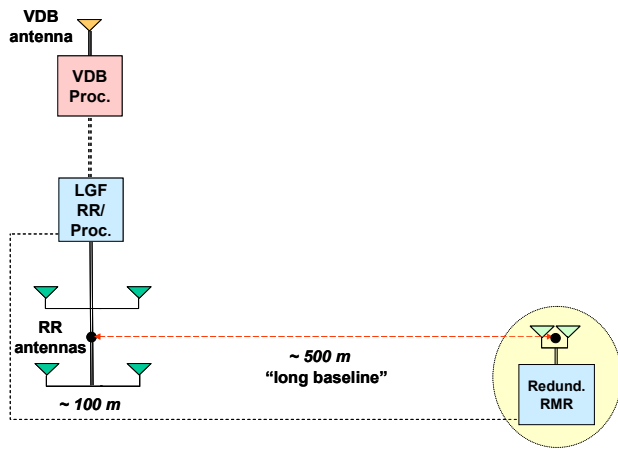 VDB
antenna
VDB
Proc.
LGF
RR/
Proc.
RR
antennas
~ 100 m
~ 500 m
“long baseline”
Redund.
RMR